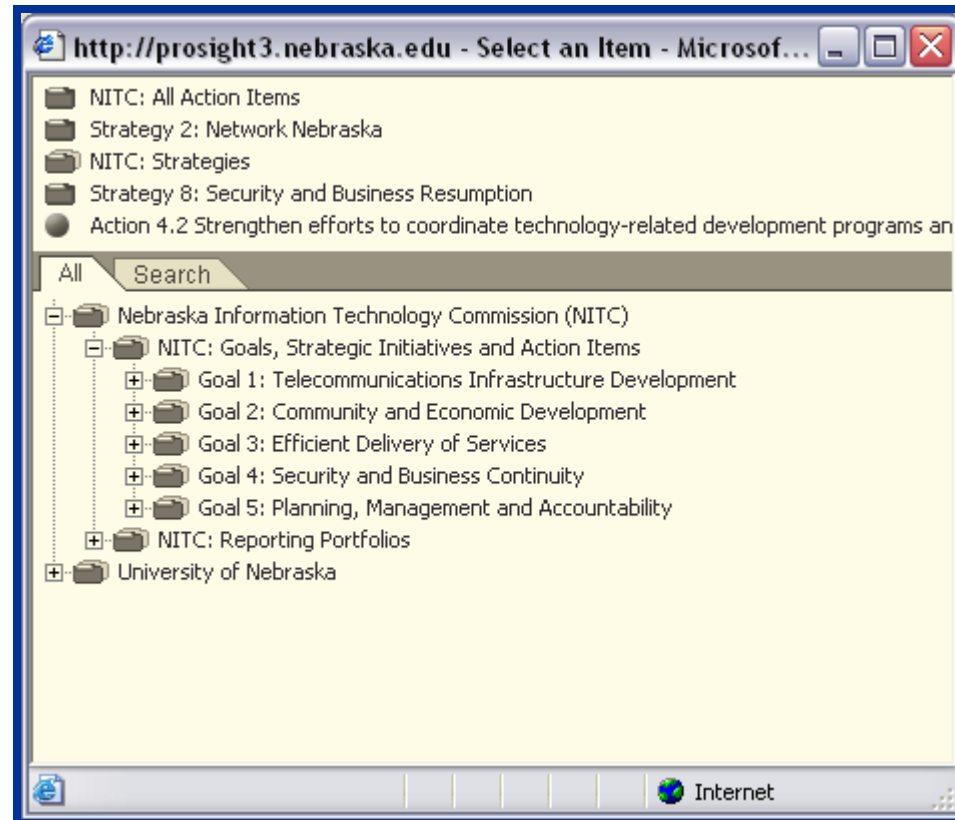 http://prosight3.nebraska.edu - Select an Item - Microsof...
NITC: All Action Items
Strategy 2: Network Nebraska
NITC: Strategies
Strategy 8: Security and Business Resumption
Action 4.2 Strengthen efforts to coordinate technology-related development programs an
All Search
Nebraska Information Technology Commission (NITC)
NITC: Goals, Strategic Initiatives and Action Items
Goal 1: Telecommunications Infrastructure Development
Goal 2: Community and Economic Development
Goal 3: Efficient Delivery of Services
Goal 4: Security and Business Continuity
Goal 5: Planning, Management and Accountability
NITC: Reporting Portfolios
University of Nebraska
Internet